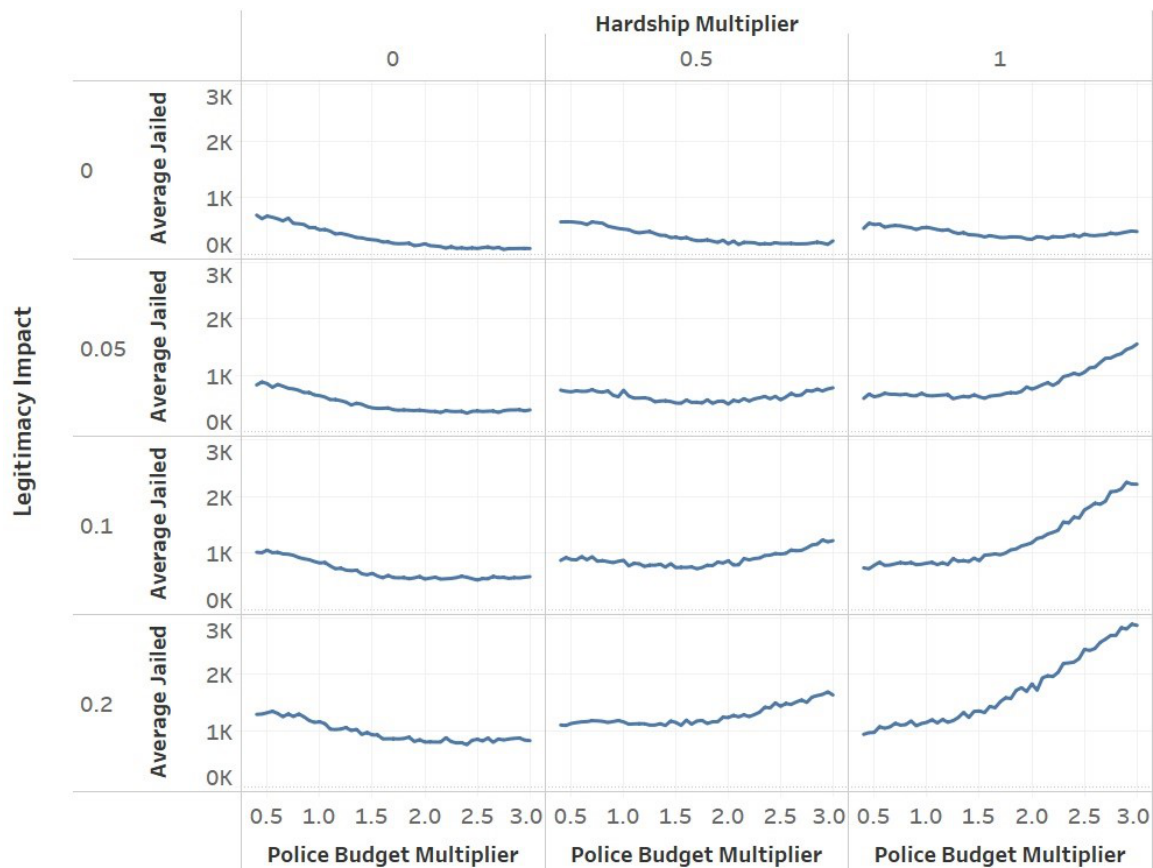 Hardship Multiplier
0 0.5 1
Legitimacy Impact
0
Average Jailed
3K
2K
1K
0K
0.05
Average Jailed
3K
2K
1K
0K
0.1
Average Jailed
3K
2K
1K
0K
0.2
Average Jailed
3K
2K
1K
0K
0.5 1.0 1.5 2.0 2.5 3.0 0.5 1.0 1.5 2.0 2.5 3.0 0.5 1.0 1.5 2.0 2.5 3.0
Police Budget Multiplier Police Budget Multiplier Police Budget Multiplier